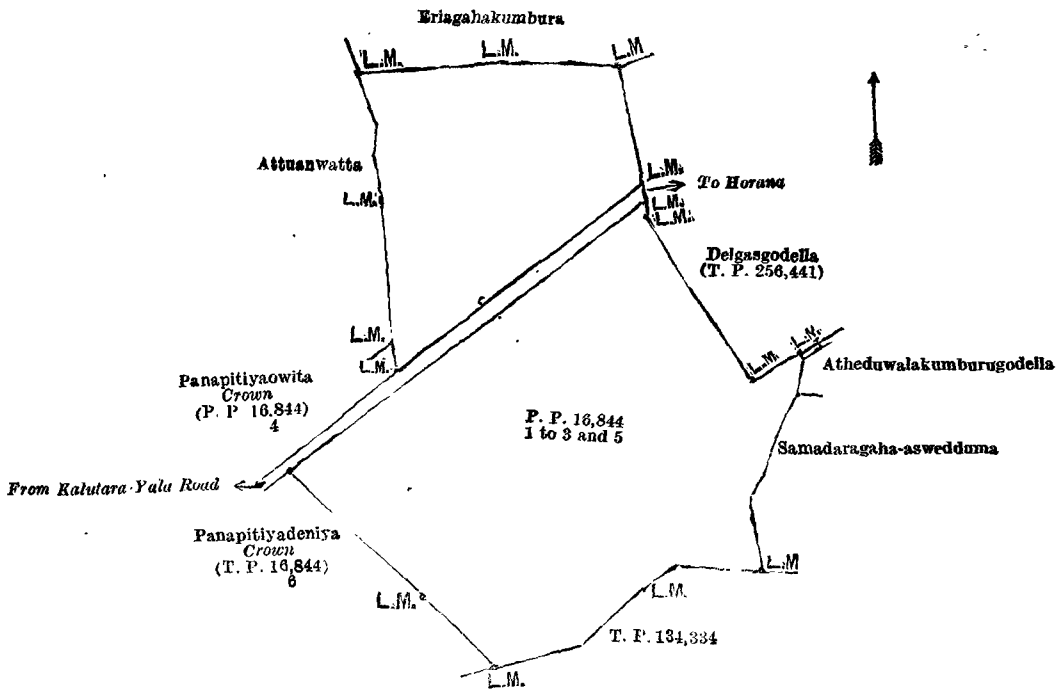 Eriagahakumbura
L.M.
L.M.
L.M.
Attuanwatta
L.M.
L.M.
To Horana
L.M.
L.M.
Delgasgodella
(T. P. 256,441)
L.M.
L.M.
L.M.
L.M.
Atheduwalakumburugodella
Panapitiyaowita
Crown
(P. P 16,844)
4
P. P. 16,844
1 to 3 and 5
Samadaragaha-aswedduma
From Kalutara-Yala Road
Panapitiyadeniya
Crown
(T. P. 16,844)
6
L.M
L.M.
L.M.
T. P. 134,334
L.M.